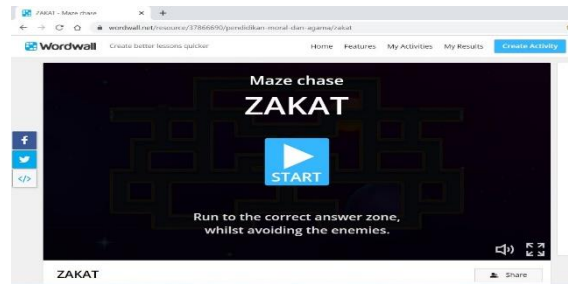 ZAKAT - Maze chase
wordwall.net/resource/37866690/pendidikan-moral-dan-agama/zakat
Wordwall Create better lessons quicker Home Features My Activities My Results Create Activity
Maze chase
ZAKAT
START
Run to the correct answer zone,
whilst avoiding the enemies.
ZAKAT
Share